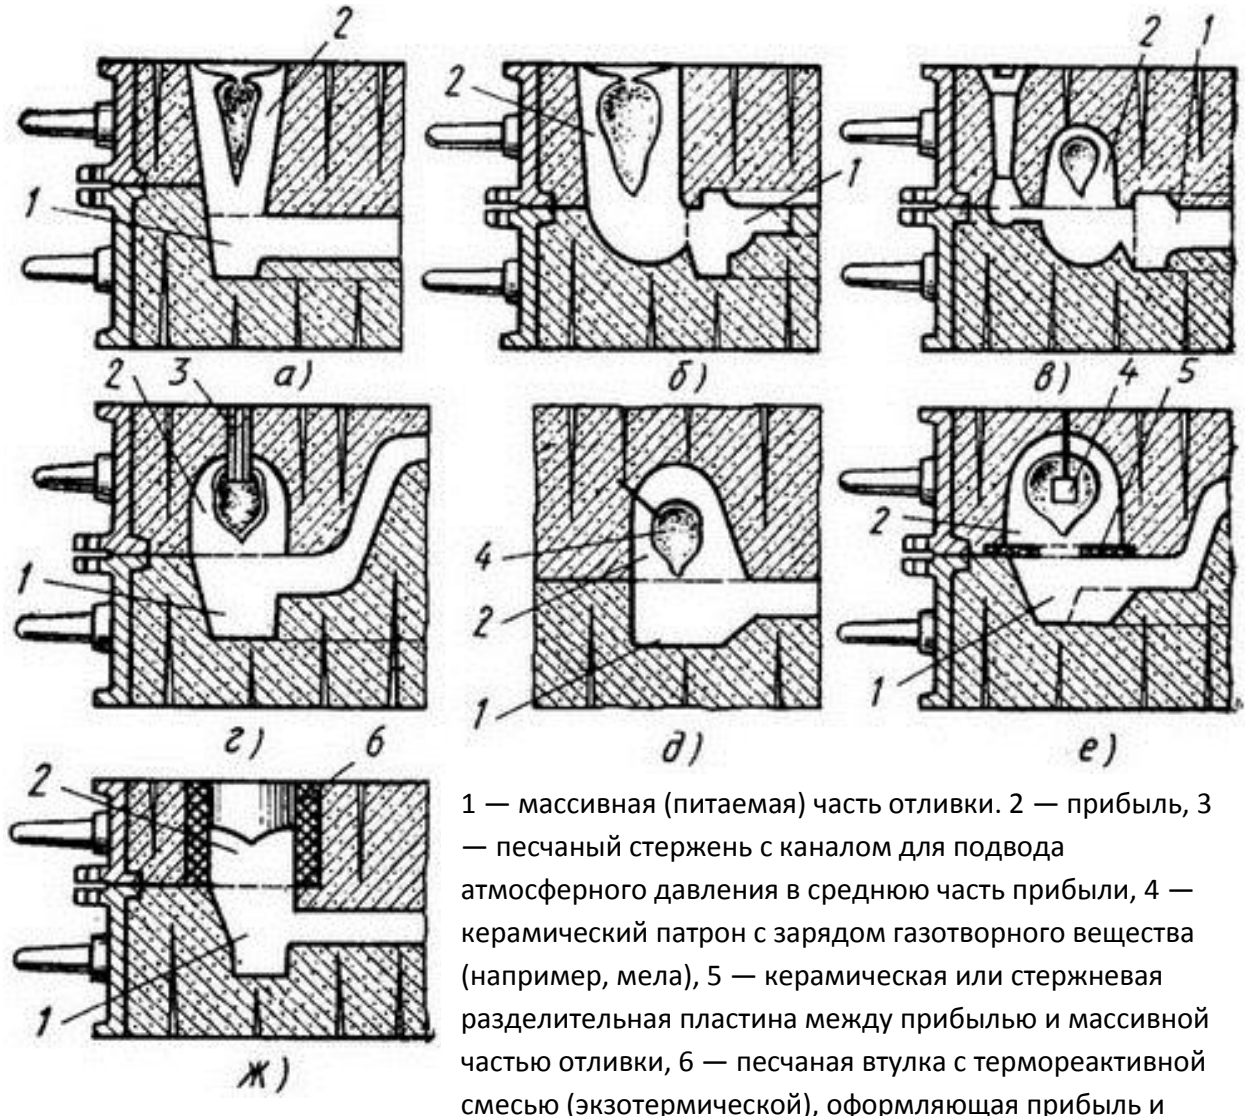 2
2
2
1
1
1
1
а)
б)
в)
2
3
4
5
4
2
1
2
1
1
г)
д)
е)
2
6
1
ж)
1 — массивная (питаемая) часть отливки. 2 — прибыль, 3
— песчаный стержень с каналом для подвода
атмосферного давления в среднюю часть прибыли, 4 —
керамический патрон с зарядом газотворного вещества
(например, мела), 5 — керамическая или стержневая
разделительная пластина между прибылью и массивной
частью отливки, 6 — песчаная втулка с термореактивной
смесью (экзотермической), оформляющая прибыль и